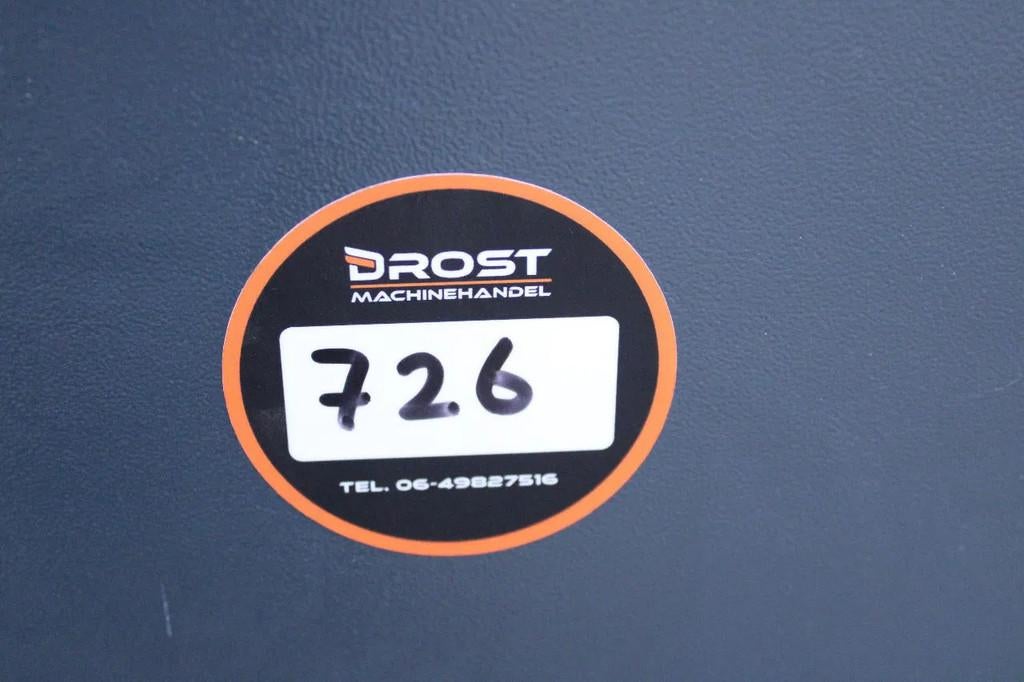 DROST
MACHINEHANDEL
726
TEL. 06-49827516